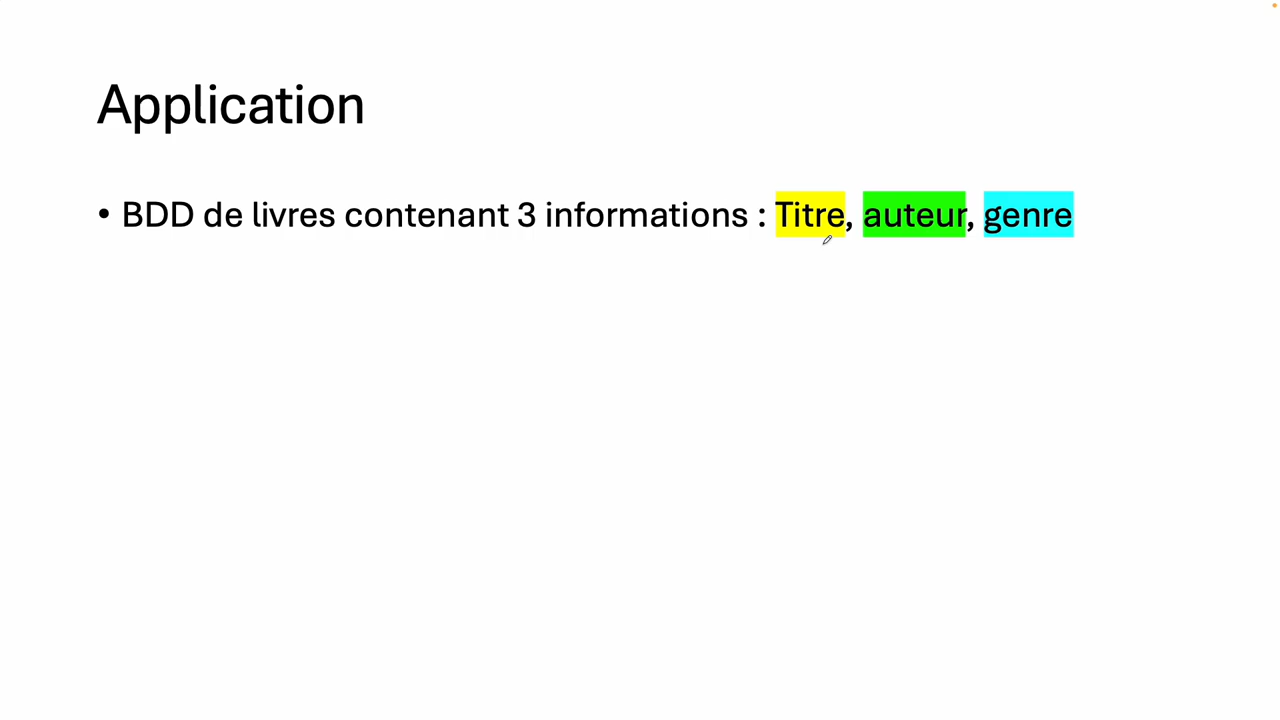 Application
• BDD de livres contenant 3 informations : Titre, auteur, genre